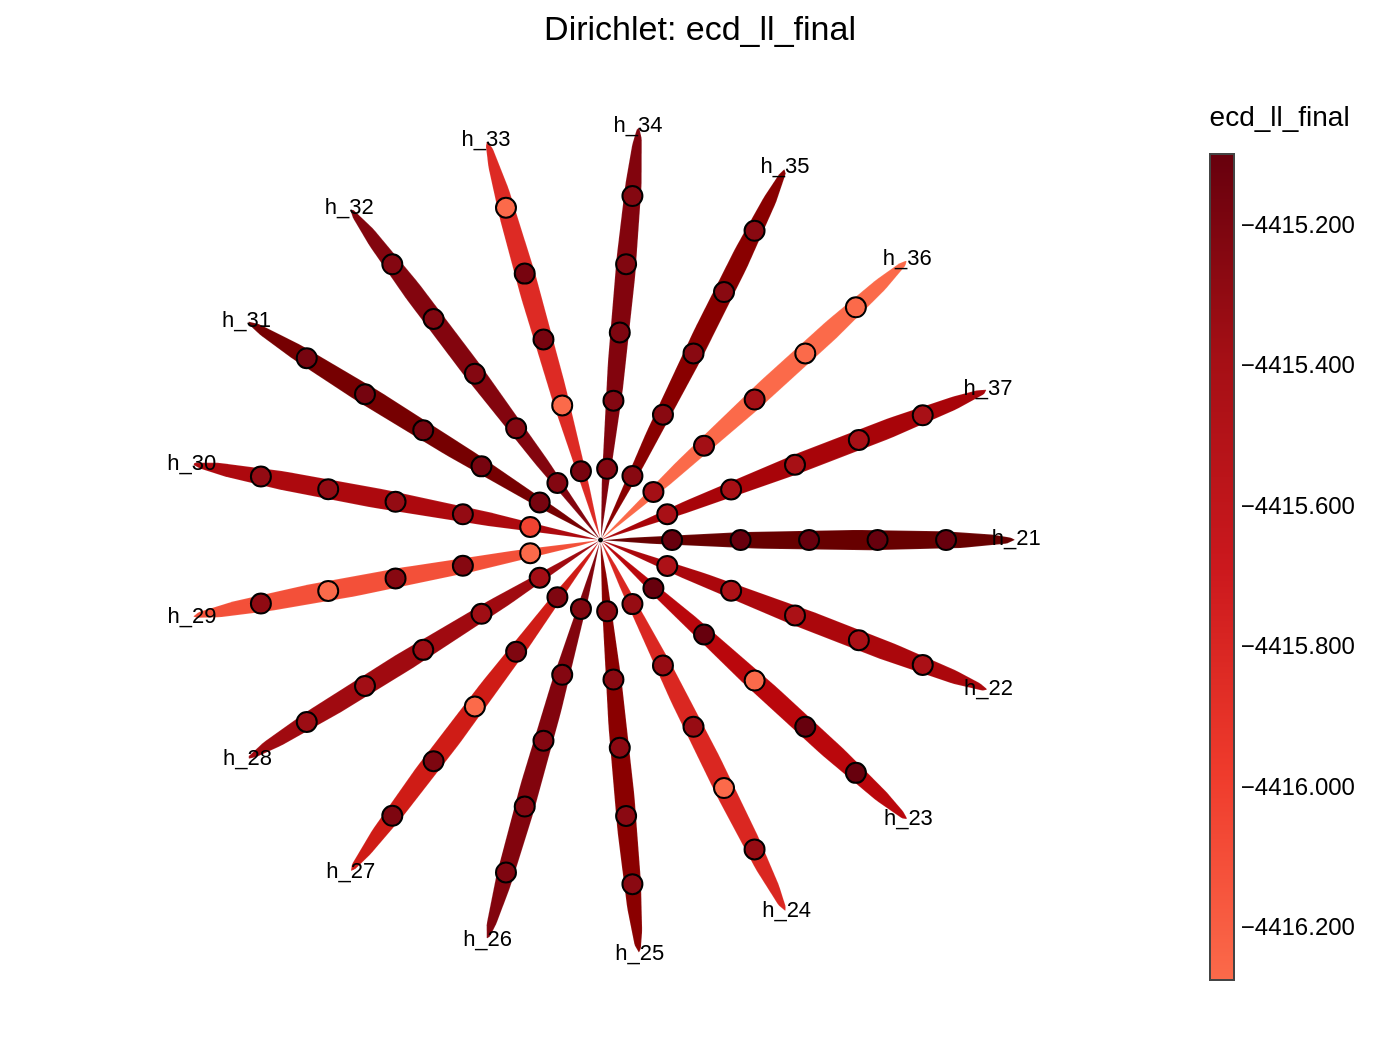 Dirichlet: ecd_ll_final
ecd_ll_final
−4415.200
−4415.400
−4415.600
−4415.800
−4416.000
−4416.200
h_34
h_33
h_35
h_32
h_36
h_31
h_37
h_30
h_21
h_29
h_22
h_28
h_23
h_27
h_24
h_26
h_25